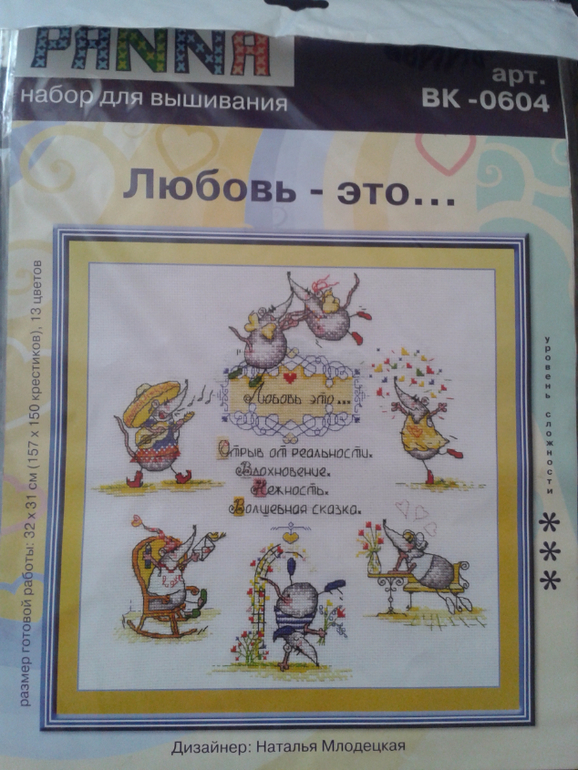 PANNA
набор для вышивания
арт.
ВК -0604
Любовь - это...
размер готовой работы: 32 х 31 см (157 х 150 крестиков), 13 цветов
Любовь это...
Отрыв от реальности.
Вдохновение.
Нежность.
Волшебная сказка.
уровень сложности
***
Дизайнер: Наталья Млодецкая